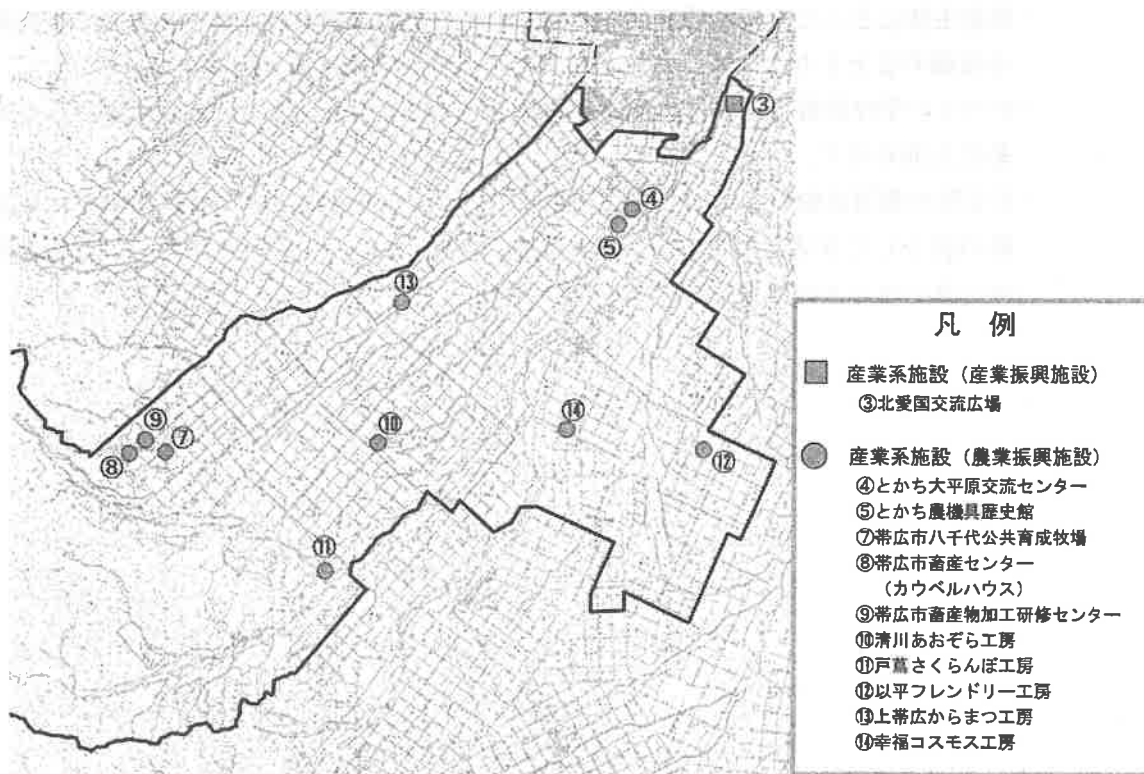 ③
④
⑤
⑬
⑨
⑦
⑧
⑩
⑭
⑫
⑪
凡 例
産業系施設（産業振興施設）
③北愛国交流広場
産業系施設（農業振興施設）
④とかち大平原交流センター
⑤とかち農機具歴史館
⑦帯広市八千代公共育成牧場
⑧帯広市畜産センター
（カウベルハウス）
⑨帯広市畜産物加工研修センター
⑩清川あおぞら工房
⑪戸蔦さくらんぼ工房
⑫以平フレンドリー工房
⑬上帯広からまつ工房
⑭幸福コスモス工房